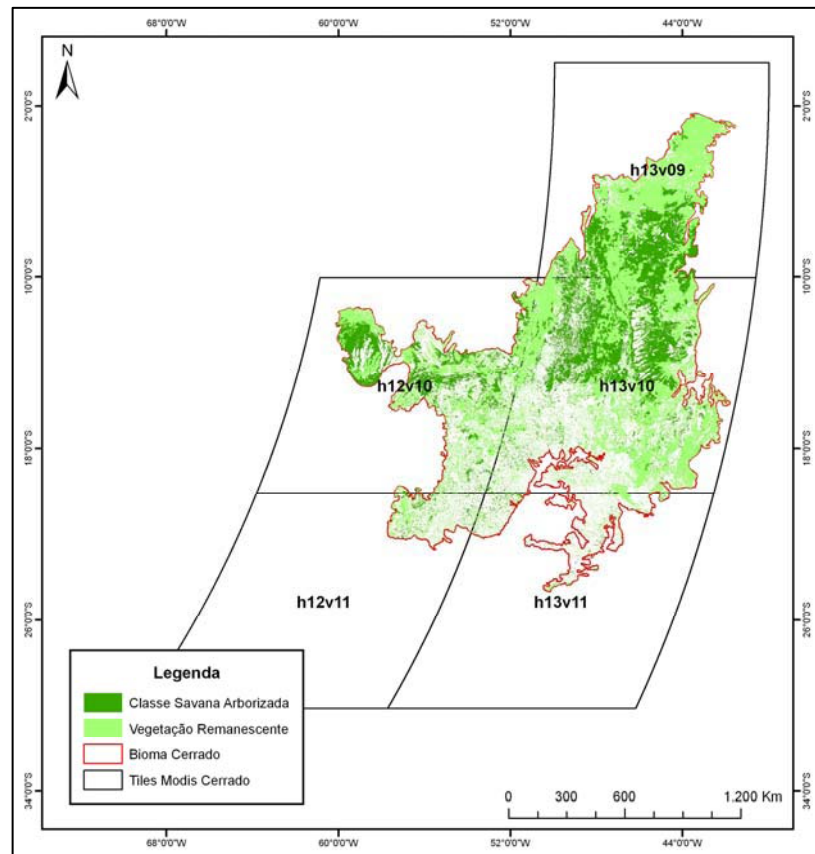 68°0'0"W 60°0'0"W 52°0'0"W 44°0'0"W
N
2°0'0"S 2°0'0"S
h13v09
10°0'0"S 10°0'0"S
h12v10 h13v10
18°0'0"S 18°0'0"S
h12v11 h13v11
26°0'0"S 26°0'0"S
Legenda
Classe Savana Arborizada
Vegetação Remanescente
Bioma Cerrado
Tiles Modis Cerrado
34°0'0"S 34°0'0"S
0 300 600 1.200 Km
68°0'0"W 60°0'0"W 52°0'0"W 44°0'0"W